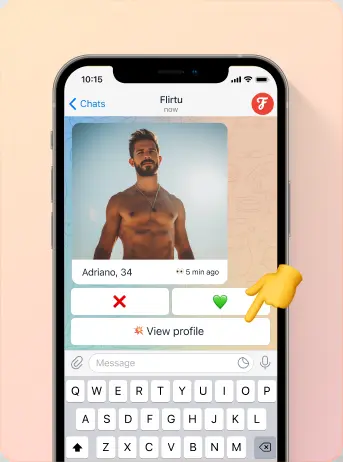 10:15
Chats
Flirtu
now
F
Adriano, 34
👀 5 min ago
❌
💚
💥 View profile
Message
Q W E R T Y U I O P
A S D F G H J K L
Z X C V B N M